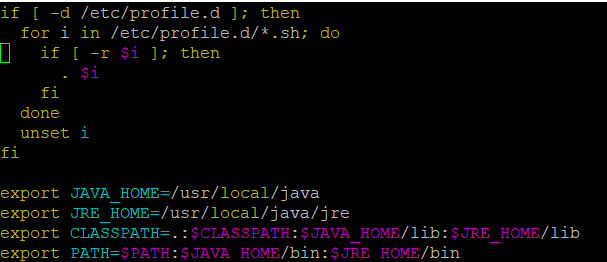 if [ -d /etc/profile.d ]; then
  for i in /etc/profile.d/*.sh; do
    if [ -r $i ]; then
      . $i
    fi
  done
  unset i
fi

export JAVA_HOME=/usr/local/java
export JRE_HOME=/usr/local/java/jre
export CLASSPATH=.:$CLASSPATH:$JAVA_HOME/lib:$JRE_HOME/lib
export PATH=$PATH:$JAVA_HOME/bin:$JRE_HOME/bin